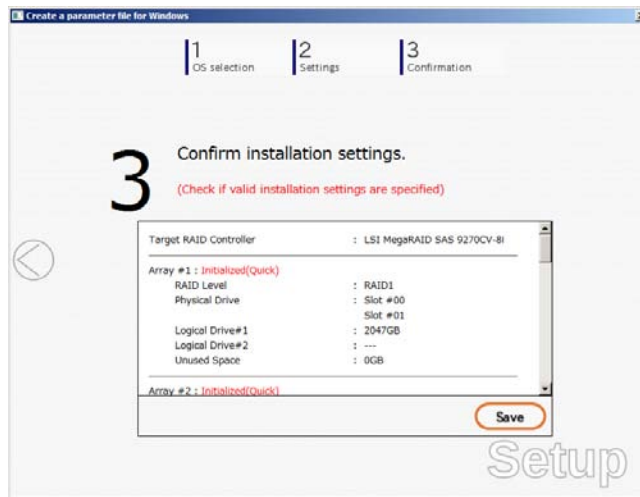 Create a parameter file for Windows
1 OS selection
2 Settings
3 Confirmation
3
Confirm installation settings.
(Check if valid installation settings are specified)
Target RAID Controller : LSI MegaRAID SAS 9270CV-8i
Array #1 : Initialized(Quick)
RAID Level : RAID1
Physical Drive : Slot #00
Slot #01
Logical Drive#1 : 2047GB
Logical Drive#2 : ---
Unused Space : 0GB
Array #2 : Initialized(Quick)
Save
Setup